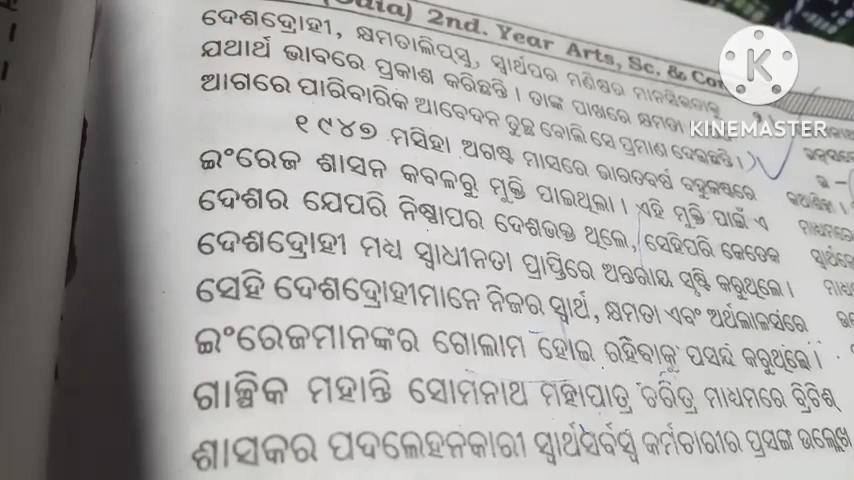 (Odia) 2nd. Year Arts, Sc. & Com
ଦେଶଦ୍ରୋହୀ, କ୍ଷମତାଲିପ୍ସୁ, ସ୍ୱାର୍ଥପର ମଣିଷର ମାନସିକତାକୁ
ଯଥାର୍ଥ ଭାବରେ ପ୍ରକାଶ କରିଛନ୍ତି । ତାଙ୍କ ପାଖରେ କ୍ଷମତା
ଆଗରେ ପାରିବାରିକ ଆବେଦନ ତୁଚ୍ଛ ବୋଲି ସେ ପ୍ରମାଣ ଦେଇଛନ୍ତି ।
୧୯୪୭ ମସିହା ଅଗଷ୍ଟ ମାସରେ ଭାରତବର୍ଷ ବହୁକଷ୍ଟରେ
ଇଂରେଜ ଶାସନ କବଳରୁ ମୁକ୍ତି ପାଇଥିଲା । ଏହି ମୁକ୍ତି ପାଇଁ ଏ
ଦେଶର ଯେପରି ନିଷ୍ଠାପର ଦେଶଭକ୍ତ ଥିଲେ, ସେହିପରି କେତେକ
ଦେଶଦ୍ରୋହୀ ମଧ୍ୟ ସ୍ୱାଧୀନତା ପ୍ରାପ୍ତିରେ ଅନ୍ତରାୟ ସୃଷ୍ଟି କରୁଥିଲେ ।
ସେହି ଦେଶଦ୍ରୋହୀମାନେ ନିଜର ସ୍ୱାର୍ଥ, କ୍ଷମତା ଏବଂ ଅର୍ଥଲାଳସାରେ
ଇଂରେଜମାନଙ୍କର ଗୋଲାମ ହୋଇ ରହିବାକୁ ପସନ୍ଦ କରୁଥିଲେ ।
ଗାଳ୍ପିକ ମହାନ୍ତି ସୋମନାଥ ମହାପାତ୍ର ଚରିତ୍ର ମାଧ୍ୟମରେ ବ୍ରିଟିଶ୍
ଶାସକର ପଦଲେହନକାରୀ ସ୍ୱାର୍ଥସର୍ବସ୍ୱ କର୍ମଚାରୀର ପ୍ରସଙ୍ଗ ଉଲ୍ଲେଖ
KINEMASTER